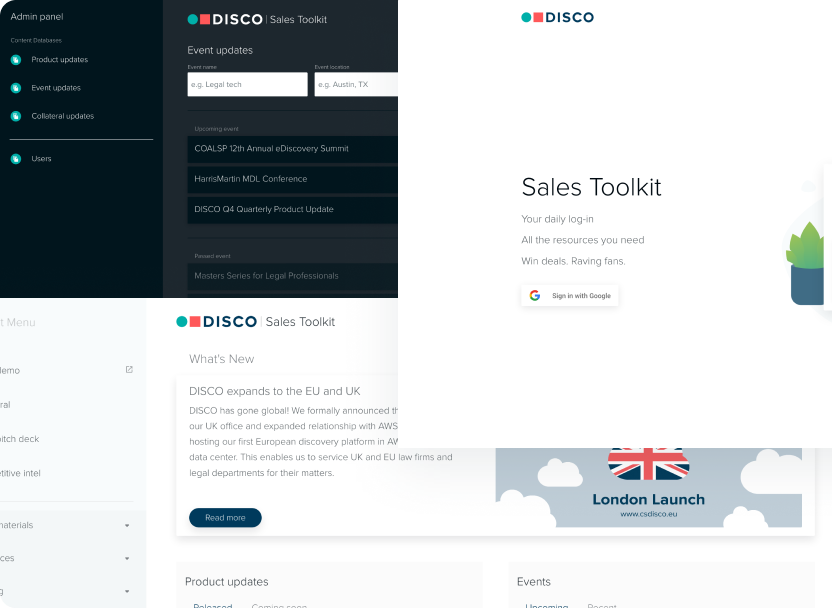 Admin panel
Content Databases
Product updates
Event updates
Collateral updates
Users
DISCO | Sales Toolkit
Event updates
Event name
Event location
e.g. Legal tech
e.g. Austin, TX
Upcoming event
COALSP 12th Annual eDiscovery Summit
HarrisMartin MDL Conference
DISCO Q4 Quarterly Product Update
Passed event
Masters Series for Legal Professionals
DISCO
Sales Toolkit
Your daily log-in
All the resources you need
Win deals. Raving fans.
Sign in with Google
t Menu
emo
ral
itch deck
titive intel
naterials
ces
g
DISCO | Sales Toolkit
What's New
DISCO expands to the EU and UK
DISCO has gone global! We formally announced th
our UK office and expanded relationship with AWS
hosting our first European discovery platform in AW
data center. This enables us to service UK and EU law firms and
legal departments for their matters.
Read more
London Launch
www.csdisco.eu
Product updates
Released
Coming soon
Events
Upcoming
Recent